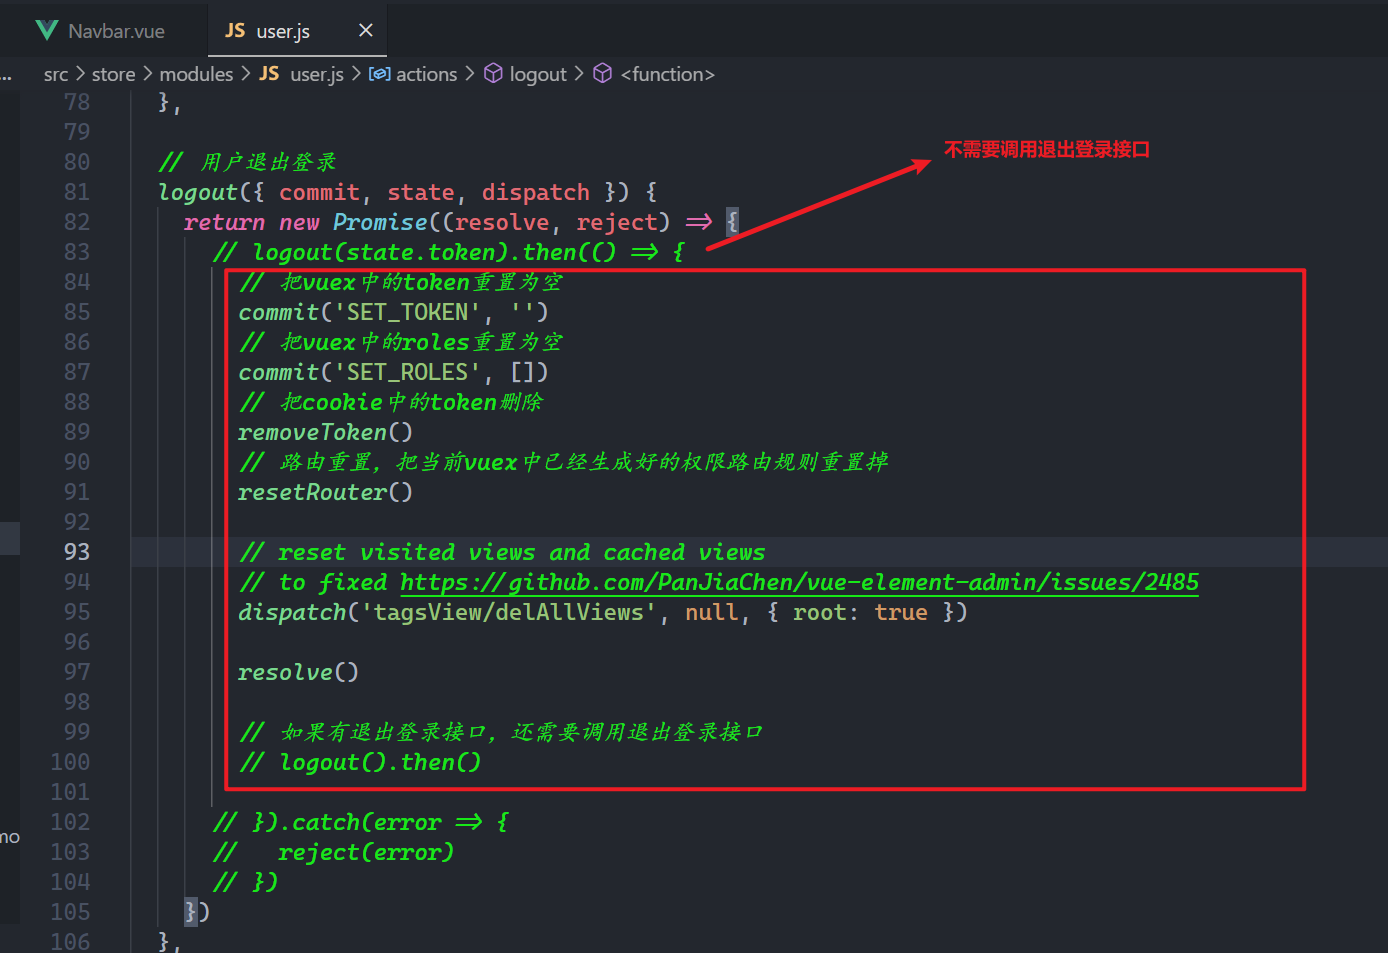 Navbar.vue
JS user.js ×
... src > store > modules > JS user.js > actions > logout > <function>
78 },
79
80 // 用户退出登录
不需要调用退出登录接口
81 logout({ commit, state, dispatch }) {
82 return new Promise((resolve, reject) => {
83 // logout(state.token).then(() => {
84 // 把vuex中的token重置为空
85 commit('SET_TOKEN', '')
86 // 把vuex中的roles重置为空
87 commit('SET_ROLES', [])
88 // 把cookie中的token删除
89 removeToken()
90 // 路由重置，把当前vuex中已经生成好的权限路由规则重置掉
91 resetRouter()
92
93 // reset visited views and cached views
94 // to fixed https://github.com/PanJiaChen/vue-element-admin/issues/2485
95 dispatch('tagsView/delAllViews', null, { root: true })
96
97 resolve()
98
99 // 如果有退出登录接口，还需要调用退出登录接口
100 // logout().then()
101
102 // }).catch(error => {
mo
103 // reject(error)
104 // })
105 })
106 },